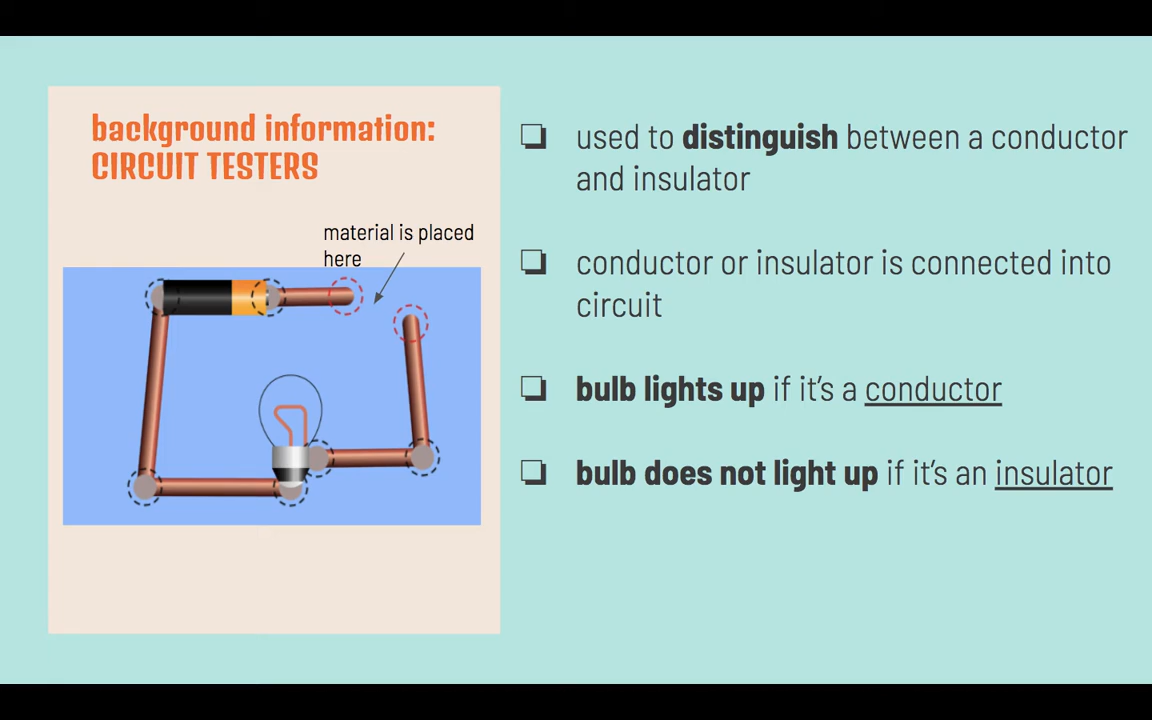 background information:
CIRCUIT TESTERS
material is placed
here
used to distinguish between a conductor
and insulator
conductor or insulator is connected into
circuit
bulb lights up if it's a conductor
bulb does not light up if it's an insulator